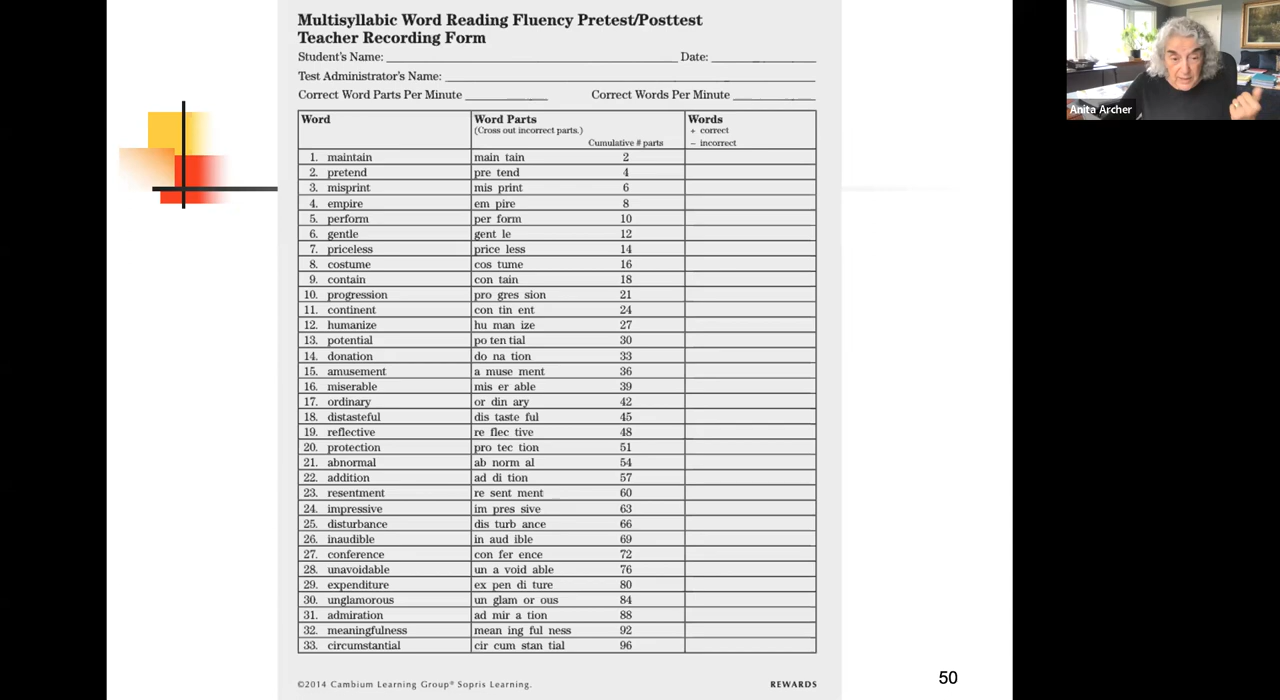 Multisyllabic Word Reading Fluency Pretest/Posttest
Teacher Recording Form
Student's Name: Date:
Test Administrator's Name:
Correct Word Parts Per Minute Correct Words Per Minute
Word Word Parts Words
(Cross out incorrect parts.) + correct
Cumulative # parts – incorrect
1. maintain main tain 2
2. pretend pre tend 4
3. misprint mis print 6
4. empire em pire 8
5. perform per form 10
6. gentle gent le 12
7. priceless price less 14
8. costume cos tume 16
9. contain con tain 18
10. progression pro gres sion 21
11. continent con tin ent 24
12. humanize hu man ize 27
13. potential po ten tial 30
14. donation do na tion 33
15. amusement a muse ment 36
16. miserable mis er able 39
17. ordinary or din ary 42
18. distasteful dis taste ful 45
19. reflective re flec tive 48
20. protection pro tec tion 51
21. abnormal ab norm al 54
22. addition ad di tion 57
23. resentment re sent ment 60
24. impressive im pres sive 63
25. disturbance dis turb ance 66
26. inaudible in aud ible 69
27. conference con fer ence 72
28. unavoidable un a void able 76
29. expenditure ex pen di ture 80
30. unglamorous un glam or ous 84
31. admiration ad mir a tion 88
32. meaningfulness mean ing ful ness 92
33. circumstantial cir cum stan tial 96
©2014 Cambium Learning Group® Sopris Learning. REWARDS
50
Anita Archer